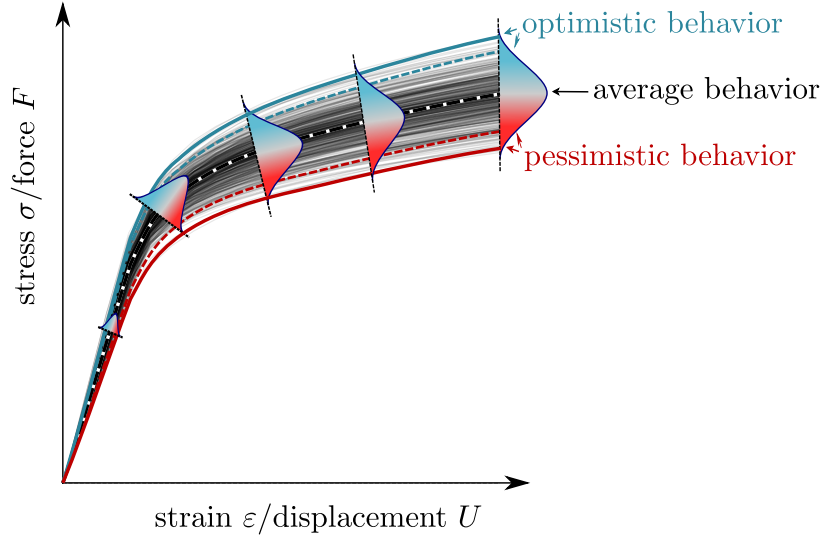 optimistic behavior
average behavior
pessimistic behavior
stress σ/force F
strain ε/displacement U